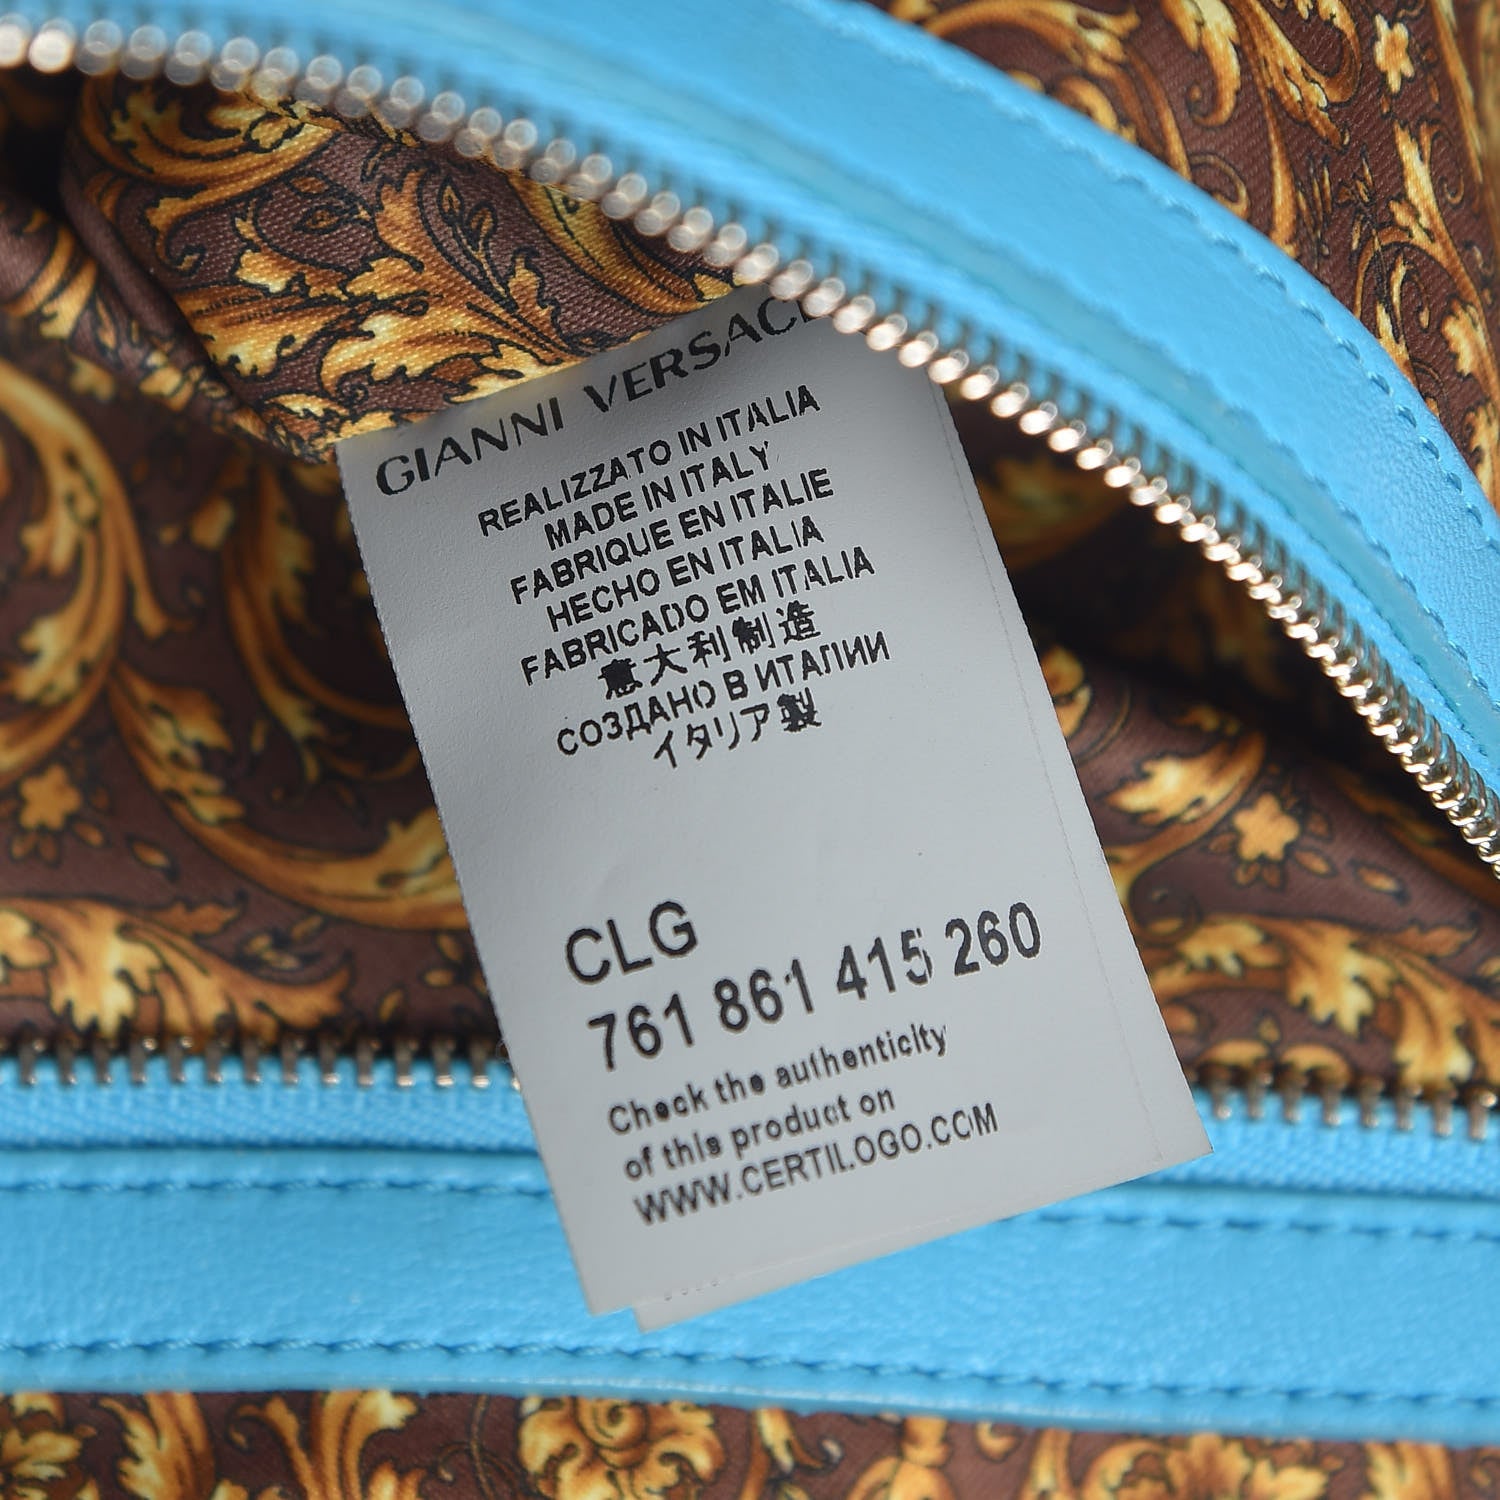 GIANNI VERSACE
REALIZZATO IN ITALIA
MADE IN ITALY
FABRIQUE EN ITALIE
HECHO EN ITALIA
FABRICADO EM ITALIA
意大利制造
СОЗДАНО В ИТАЛИИ
イタリア製
CLG
761 861 415 260
Check the authenticity
of this product on
WWW.CERTILOGO.COM